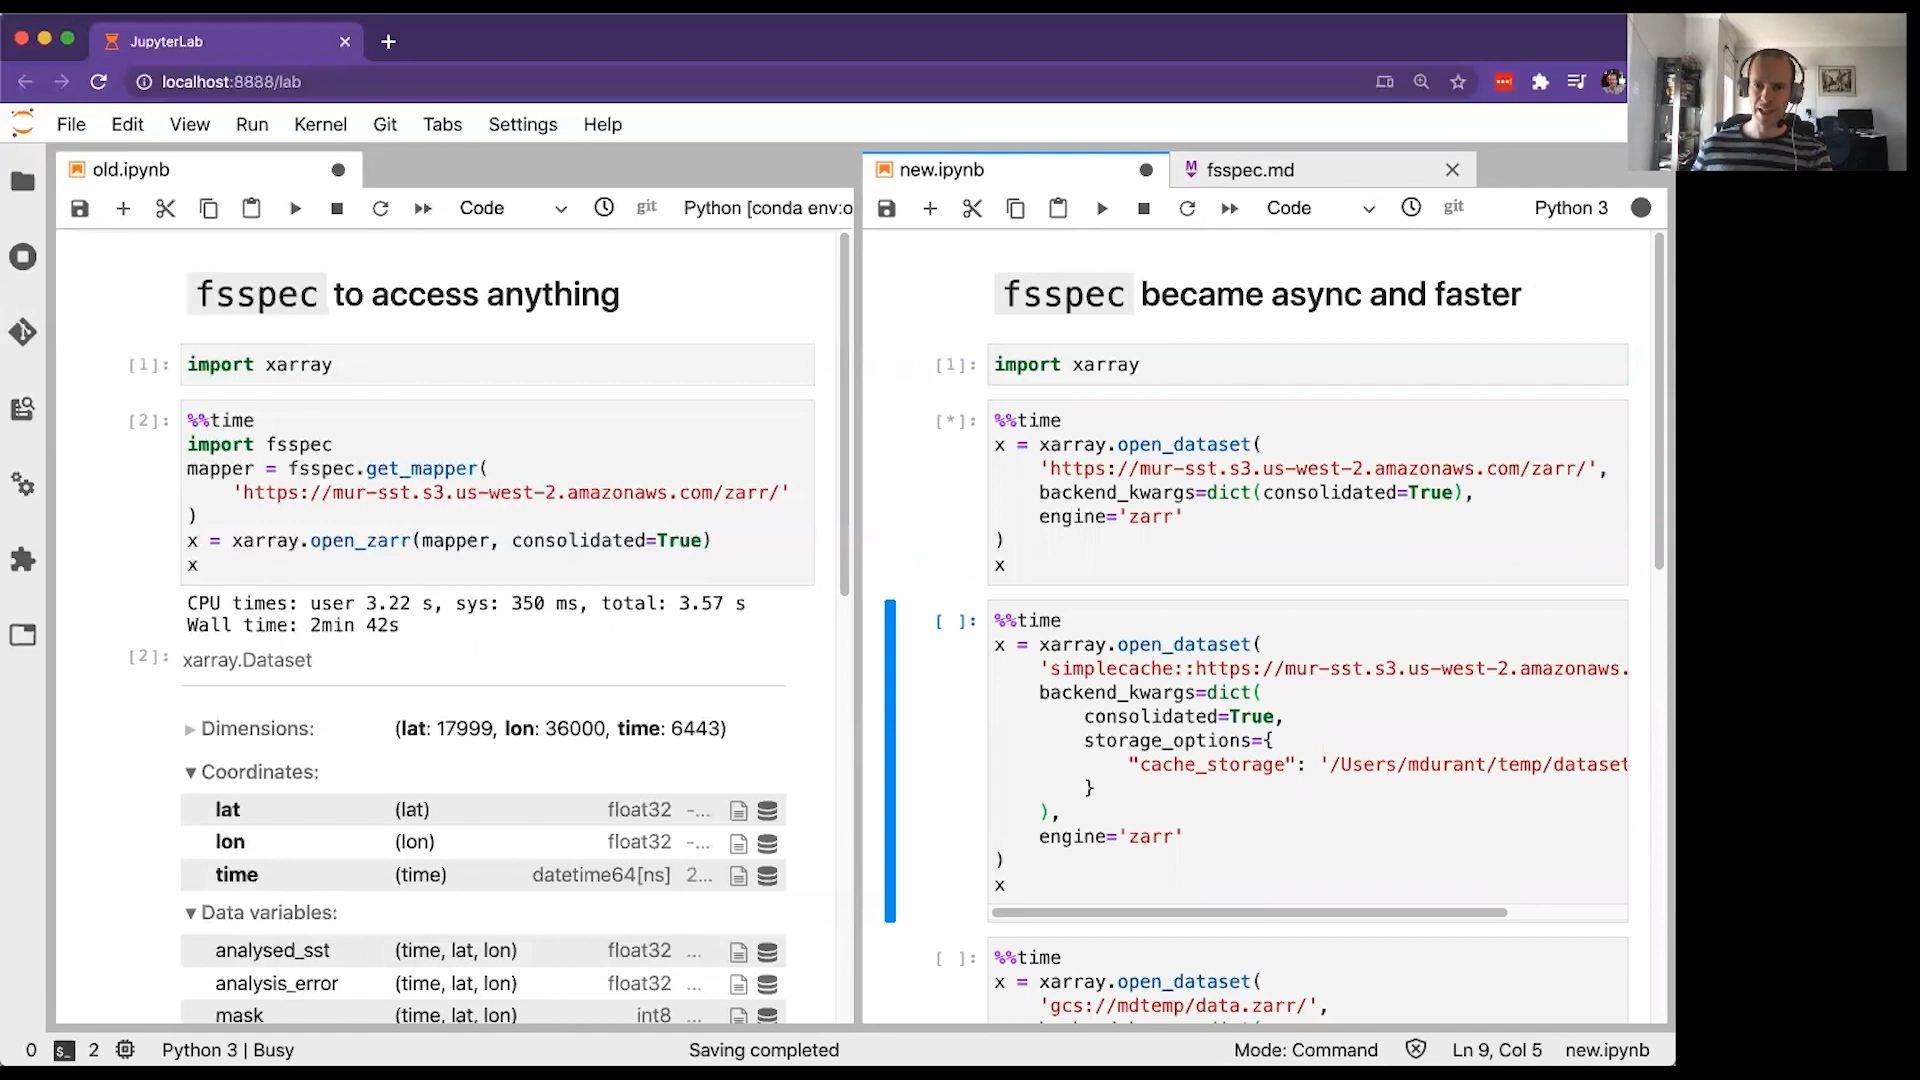 JupyterLab
localhost:8888/lab
File Edit View Run Kernel Git Tabs Settings Help
old.ipynb
Code
git
Python [conda env:o
fsspec to access anything
[1]:
import xarray
[2]:
%%time
import fsspec
mapper = fsspec.get_mapper(
'https://mur-sst.s3.us-west-2.amazonaws.com/zarr/'
)
x = xarray.open_zarr(mapper, consolidated=True)
x
CPU times: user 3.22 s, sys: 350 ms, total: 3.57 s
Wall time: 2min 42s
[2]:
xarray.Dataset
Dimensions: (lat: 17999, lon: 36000, time: 6443)
Coordinates:
lat (lat) float32 -...
lon (lon) float32 -...
time (time) datetime64[ns] 2...
Data variables:
analysed_sst (time, lat, lon) float32 ...
analysis_error (time, lat, lon) float32 ...
mask (time, lat, lon) int8 ...
new.ipynb
fsspec.md
Code
git
Python 3
fsspec became async and faster
[1]:
import xarray
[*]:
%%time
x = xarray.open_dataset(
'https://mur-sst.s3.us-west-2.amazonaws.com/zarr/',
backend_kwargs=dict(consolidated=True),
engine='zarr'
)
x
[ ]:
%%time
x = xarray.open_dataset(
'simplecache::https://mur-sst.s3.us-west-2.amazonaws.
backend_kwargs=dict(
consolidated=True,
storage_options={
"cache_storage": '/Users/mdurant/temp/dataset
}
),
engine='zarr'
)
x
[ ]:
%%time
x = xarray.open_dataset(
'gcs://mdtemp/data.zarr/',
0 2 Python 3 | Busy Saving completed Mode: Command Ln 9, Col 5 new.ipynb